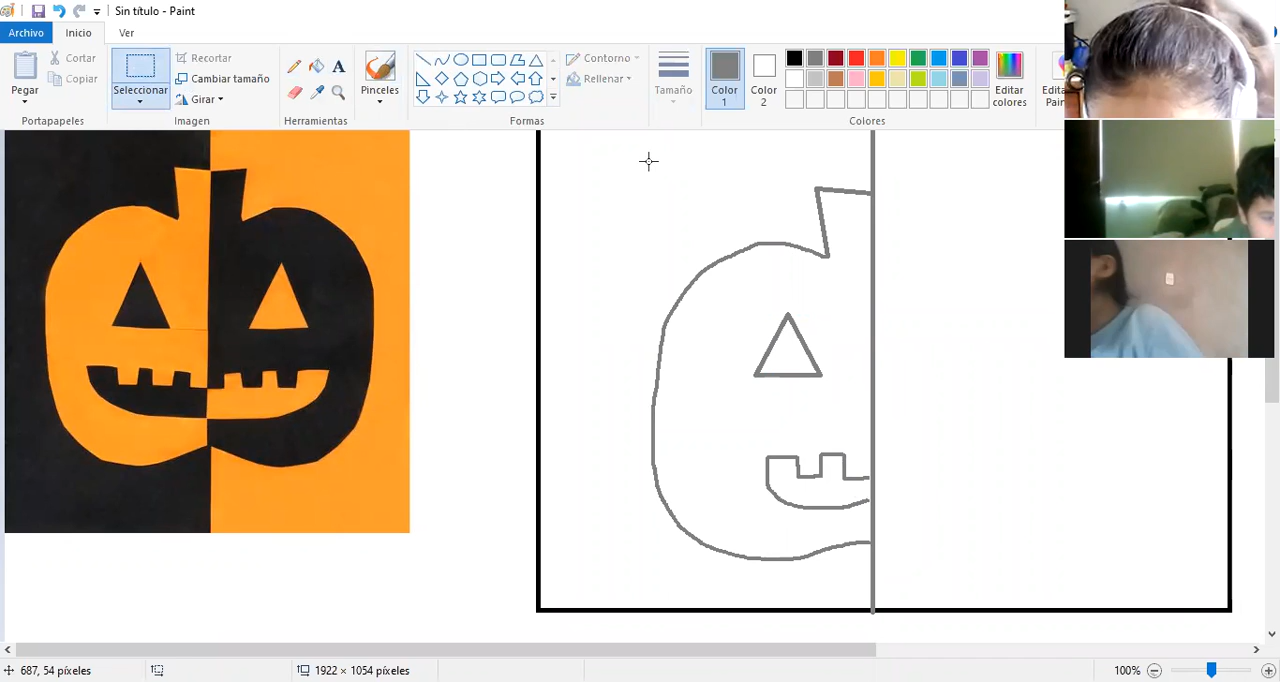 Sin título - Paint
Archivo Inicio Ver
Pegar
Cortar
Copiar
Portapapeles
Seleccionar
Recortar
Cambiar tamaño
Girar
Imagen
Herramientas
Pinceles
Formas
Contorno
Rellenar
Tamaño
Color 1
Color 2
Colores
Editar colores
687, 54 píxeles
1922 × 1054 píxeles
100%